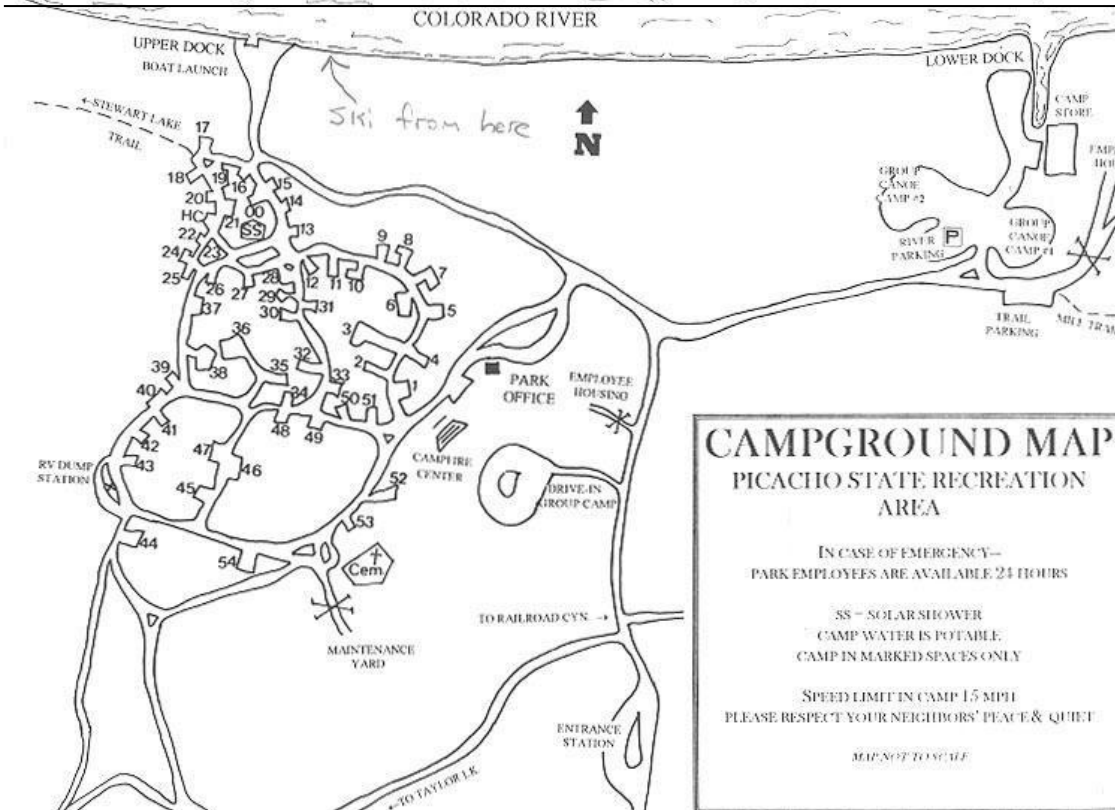 COLORADO RIVER
UPPER DOCK
BOAT LAUNCH
LOWER DOCK
Ski from here
N
←STEWART LAKE
TRAIL
CAMP
STORE
GROUP
CANOE
CAMP #2
GROUP
CANOE
CAMP #1
RIVER
PARKING
P
TRAIL
PARKING
17
18
19
16
15
20
14
HC
21
00
SS
13
22
23
24
25
26
27
28
29
30
31
12
11
10
9
8
7
6
5
37
36
3
2
4
1
32
33
35
34
38
39
40
50
51
48
49
41
42
43
47
46
45
44
52
53
54
PARK
OFFICE
EMPLOYEE
HOUSING
CAMPFIRE
CENTER
DRIVE-IN
GROUP CAMP
RV DUMP
STATION
Cem.
MAINTENANCE
YARD
TO RAILROAD CYN. →
ENTRANCE
STATION
←TO TAYLOR LK
CAMPGROUND MAP
PICACHO STATE RECREATION
AREA
IN CASE OF EMERGENCY—
PARK EMPLOYEES ARE AVAILABLE 24 HOURS
SS = SOLAR SHOWER
CAMP WATER IS POTABLE
CAMP IN MARKED SPACES ONLY
SPEED LIMIT IN CAMP 15 MPH
PLEASE RESPECT YOUR NEIGHBORS' PEACE & QUIET
MAP NOT TO SCALE